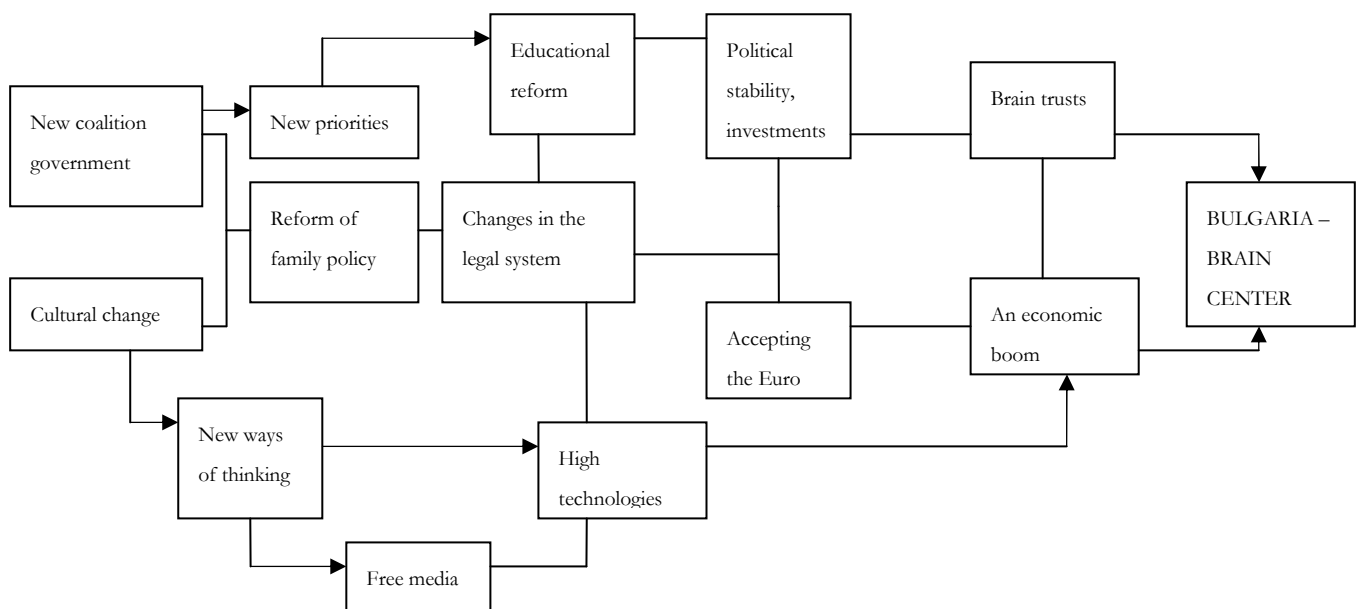 Educational
reform
Political
stability,
investments
Brain trusts
New coalition
government
New priorities
Reform of
family policy
Changes in the
legal system
BULGARIA –
BRAIN
CENTER
Cultural change
Accepting
the Euro
An economic
boom
New ways
of thinking
High
technologies
Free media